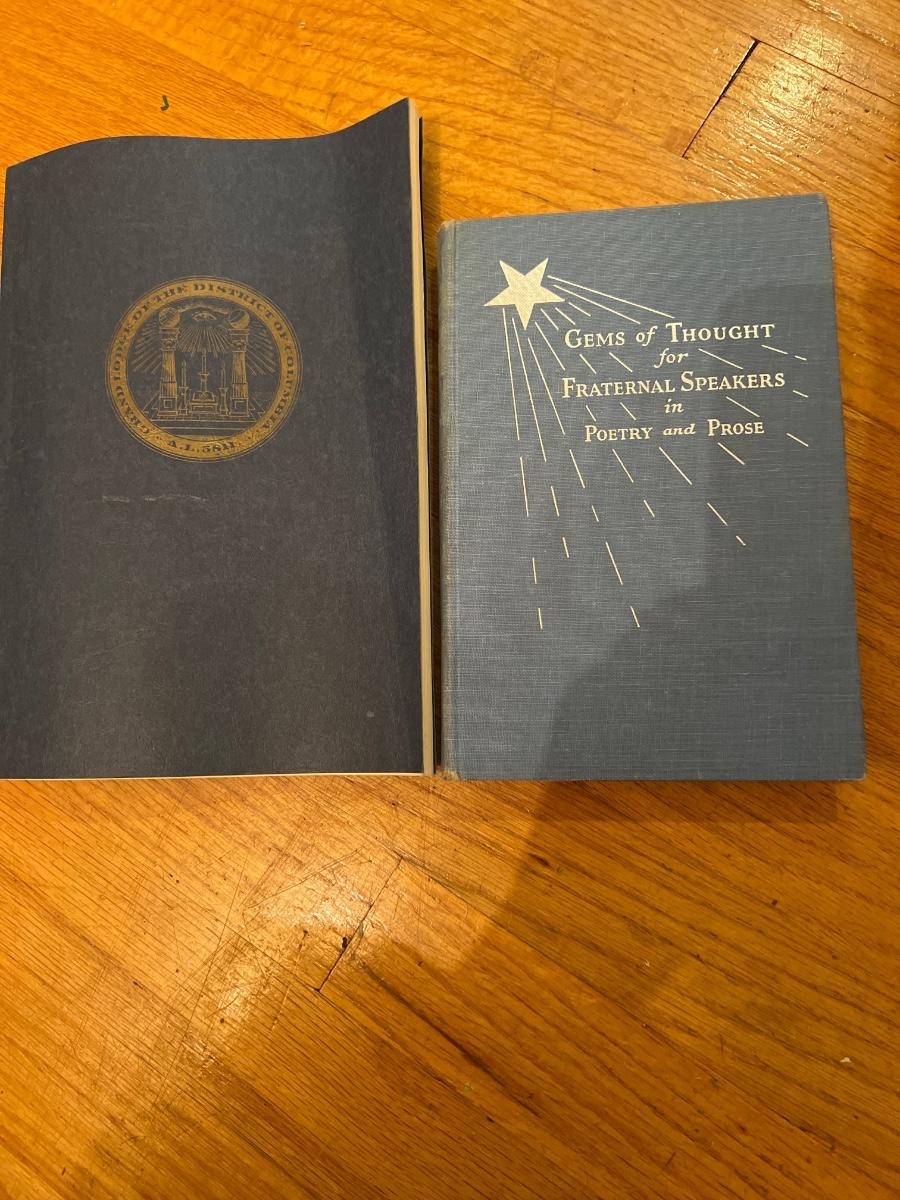 GRAND LODGE OF THE DISTRICT OF COLUMBIA
A.L. 5811.
GEMS of THOUGHT
for
FRATERNAL SPEAKERS
in
POETRY and PROSE